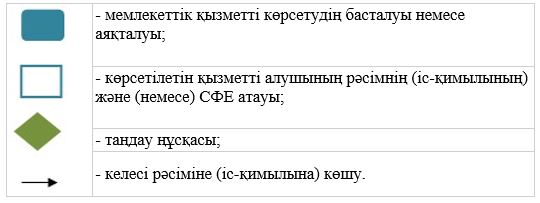 - мемлекеттік қызметті көрсетудің басталуы немесе
аяқталуы;
- көрсетілетін қызметті алушының рәсімнің (іс-қимылының)
және (немесе) СФЕ атауы;
- таңдау нұсқасы;
- келесі рәсіміне (іс-қимылына) көшу.